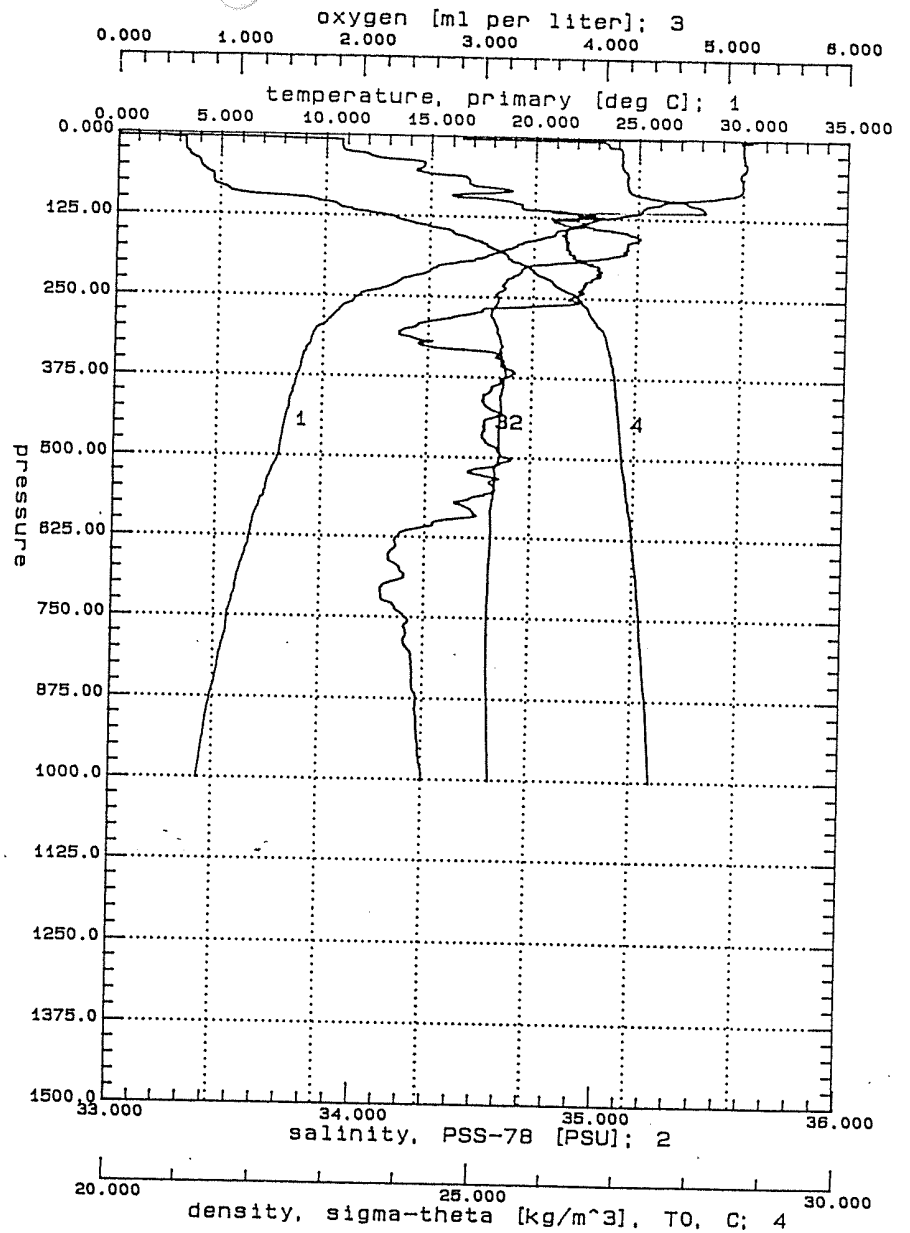 oxygen [ml per liter]; 3
0.000 1.000 2.000 3.000 4.000 5.000 6.000
temperature, primary [deg C]; 1
0.000 5.000 10.000 15.000 20.000 25.000 30.000 35.000
0.000
125.00
250.00
375.00
1 32 4
500.00
pressure
625.00
750.00
875.00
1000.0
1125.0
1250.0
1375.0
1500.0
33.000 34.000 35.000 36.000
salinity, PSS-78 [PSU]; 2
20.000 25.000 30.000
density, sigma-theta [kg/m^3], T0, C; 4